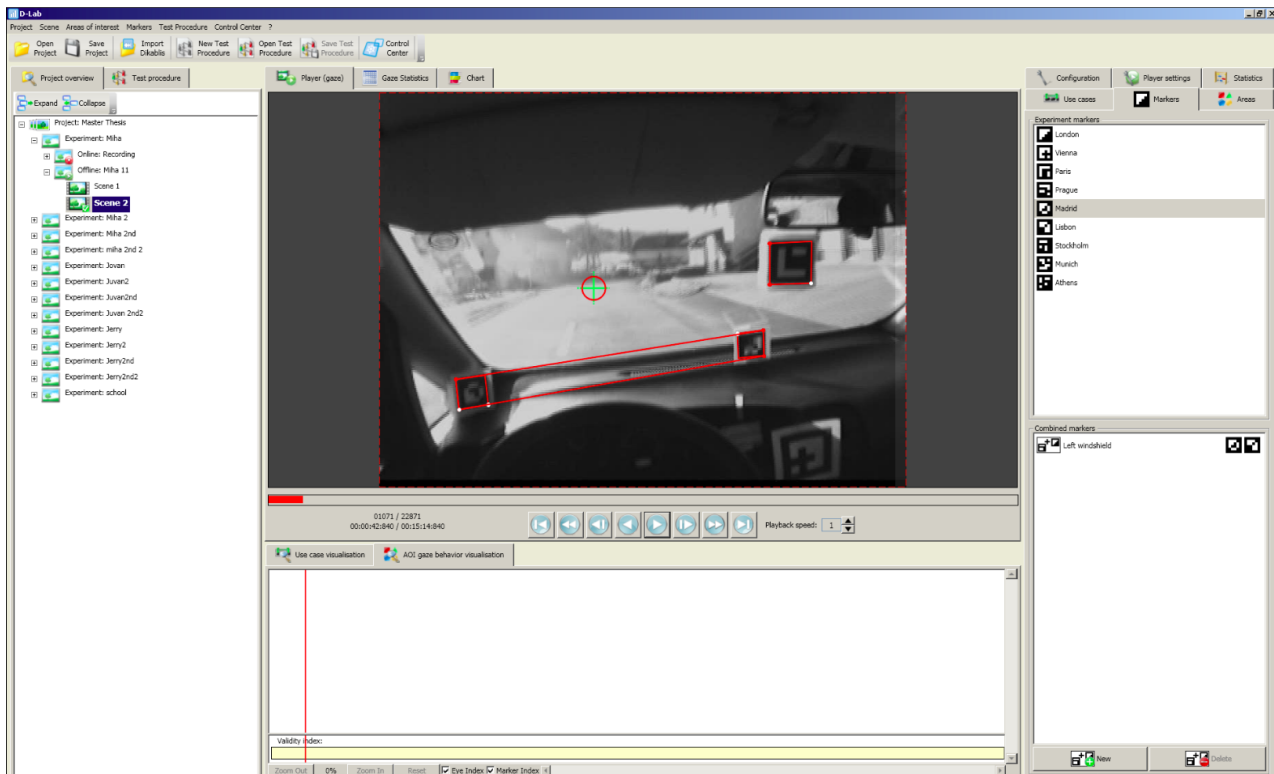 D-Lab
Project Scene Areas of interest Markers Test Procedure Control Center ?
Open Project
Save Project
Import Dikablis
New Test Procedure
Open Test Procedure
Save Test Procedure
Control Center
Project overview
Test procedure
Expand
Collapse
Project: Master Thesis
Experiment: Miha
Online: Recording
Offline: Miha 11
Scene 1
Scene 2
Experiment: Miha 2
Experiment: Miha 2nd
Experiment: miha 2nd 2
Experiment: Jovan
Experiment: Juvan2
Experiment: Juvan2nd
Experiment: Juvan 2nd2
Experiment: Jerry
Experiment: Jerry2
Experiment: Jerry2nd
Experiment: Jerry2nd2
Experiment: school
Player (gaze)
Gaze Statistics
Chart
01071 / 22871
00:00:42:840 / 00:15:14:840
Playback speed: 1
Use case visualisation
AOI gaze behavior visualisation
Validity index:
Zoom Out 0% Zoom In Reset Eye Index Marker Index
Configuration
Player settings
Statistics
Use cases
Markers
Areas
Experiment markers
London
Vienna
Paris
Prague
Madrid
Lisbon
Stockholm
Munich
Athens
Combined markers
Left windshield
New
Delete